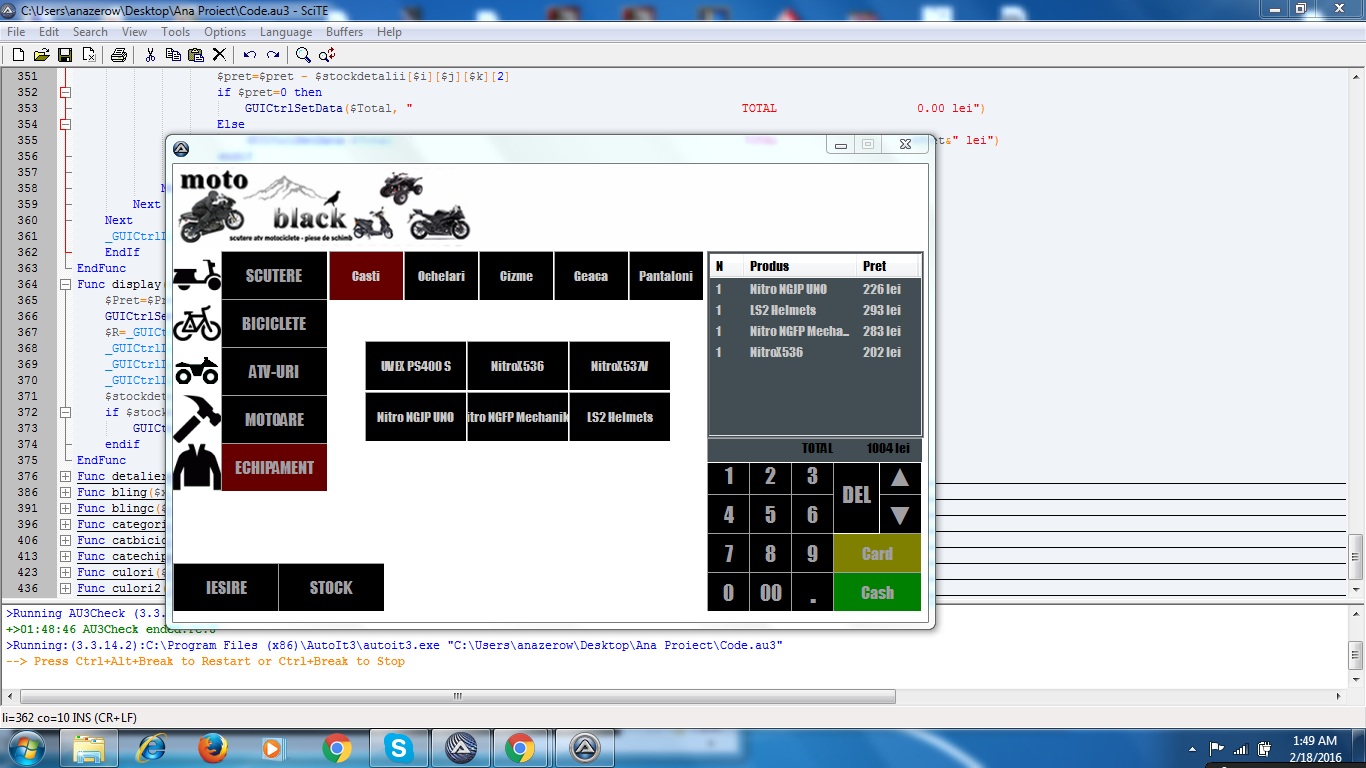 C:\Users\anazerow\Desktop\Ana Proiect\Code.au3 - SciTE
File Edit Search View Tools Options Language Buffers Help
351 $pret=$pret - $stockdetalii[$i][$j][$k][2]
352 if $pret=0 then
353 GUICtrlSetData($Total, " TOTAL 0.00 lei")
354 Else
355 &" lei")
356
357
358 N
359 Next
360 Next
361 _GUICtrlL
362 EndIf
363 EndFunc
364 Func display(
365 $Pret=$Pr
366 GUICtrlSe
367 $R=_GUICt
368 _GUICtrlL
369 _GUICtrlL
370 _GUICtrlL
371 $stockdet
372 if $stock
373 GUICt
374 endif
375 EndFunc
376 Func detalier
386 Func bling($x
391 Func blingc($
396 Func categori
406 Func catbicic
413 Func catechip
423 Func culori($
436 Func culori2(
moto
black
scutere atv motociclete - piese de schimb
SCUTERE
BICICLETE
ATV-URI
MOTOARE
ECHIPAMENT
Casti Ochelari Cizme Geaca Pantaloni
UVEX PS400 S NitroX536 NitroX537V
Nitro NGJP UNO itro NGFP Mechanik LS2 Helmets
N Produs Pret
1 Nitro NGJP UNO 226 lei
1 LS2 Helmets 293 lei
1 Nitro NGFP Mecha... 283 lei
1 NitroX536 202 lei
TOTAL 1004 lei
1 2 3 DEL
4 5 6
7 8 9 Card
0 00 . Cash
IESIRE STOCK
>Running AU3Check (3.3.
+>01:48:46 AU3Check ended.rc:0
>Running:(3.3.14.2):C:\Program Files (x86)\AutoIt3\autoit3.exe "C:\Users\anazerow\Desktop\Ana Proiect\Code.au3"
--> Press Ctrl+Alt+Break to Restart or Ctrl+Break to Stop
li=362 co=10 INS (CR+LF)
1:49 AM
2/18/2016